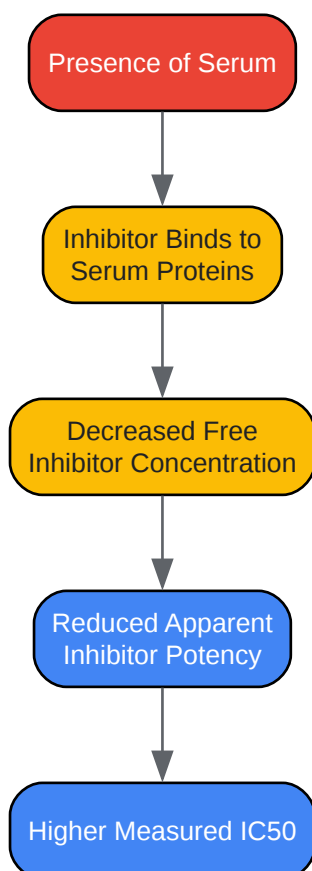 Presence of Serum
Inhibitor Binds to
Serum Proteins
Decreased Free
Inhibitor Concentration
Reduced Apparent
Inhibitor Potency
Higher Measured IC50